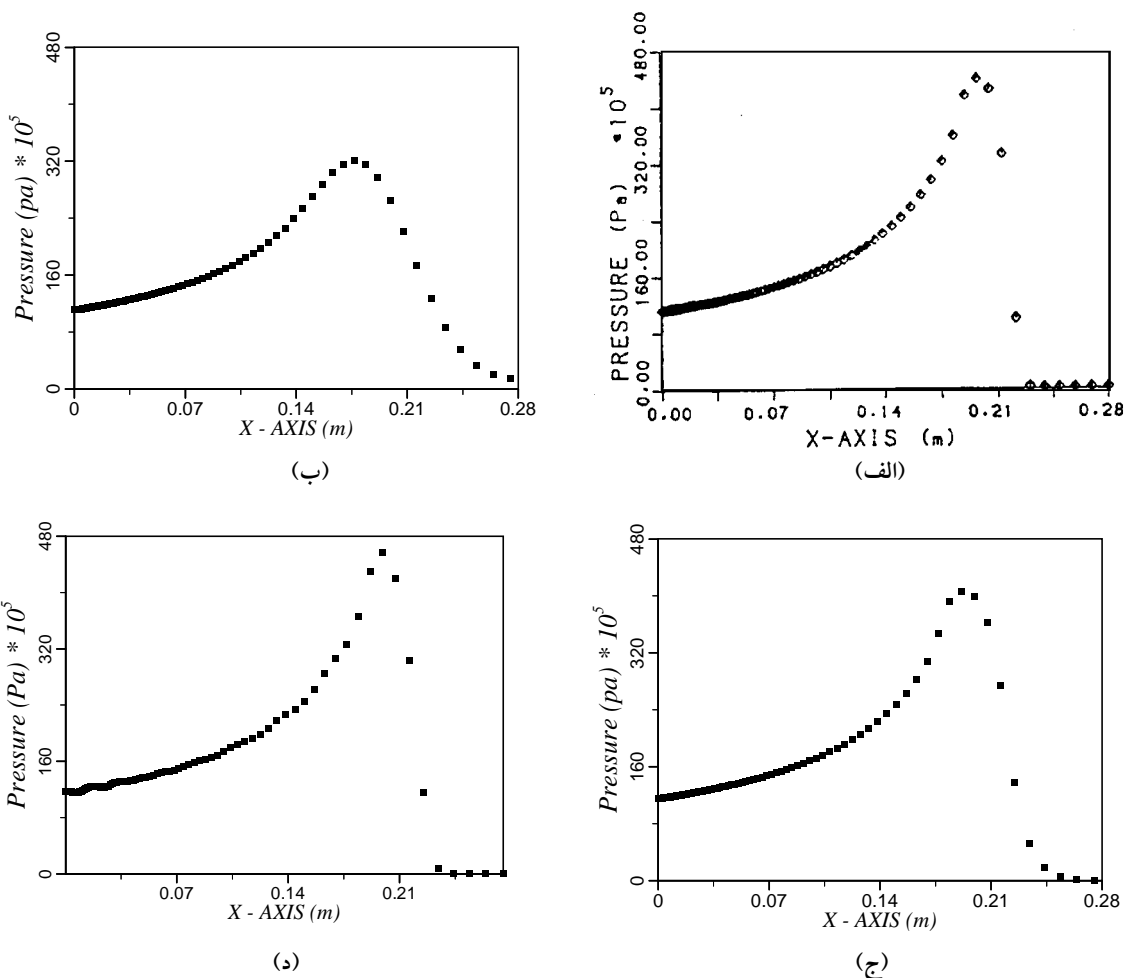 480
320
160
0
Pressure (pa) * 10^5
0 0.07 0.14 0.21 0.28
X - AXIS (m)
(ب)
480.00
320.00
160.00
0.00
PRESSURE (Pa) *10^5
0.00 0.07 0.14 0.21 0.28
X-AXIS (m)
(الف)
480
320
160
0
Pressure (Pa) * 10^5
0.07 0.14 0.21
X - AXIS (m)
(د)
480
320
160
0
Pressure (pa) * 10^5
0 0.07 0.14 0.21 0.28
X - AXIS (m)
(ج)